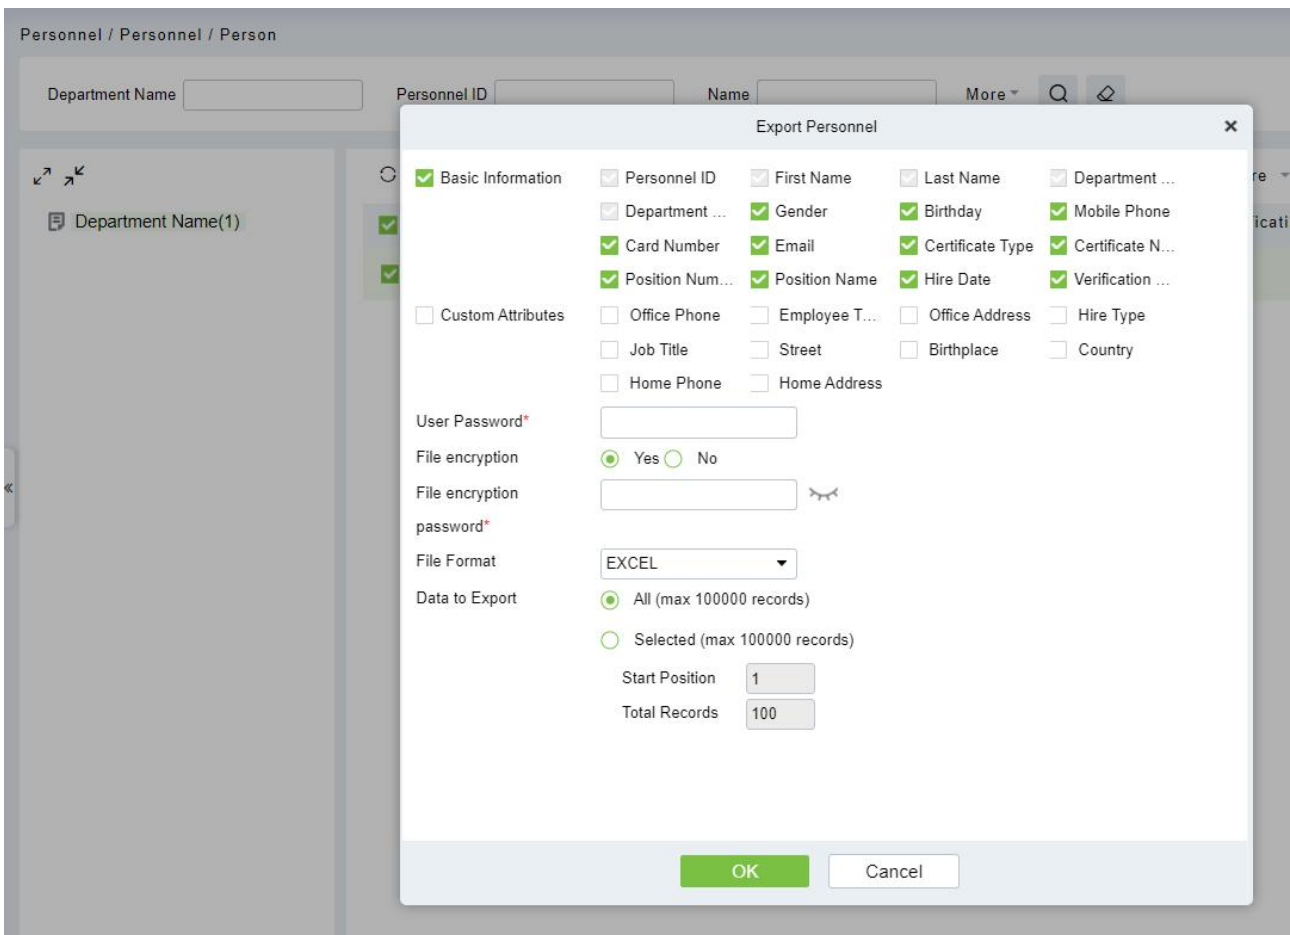 Personnel / Personnel / Person
Department Name Personnel ID Name More
Export Personnel
Department Name(1)
Basic Information Personnel ID First Name Last Name Department ...
Department ... Gender Birthday Mobile Phone
Card Number Email Certificate Type Certificate N...
Position Num... Position Name Hire Date Verification ...
Custom Attributes Office Phone Employee T... Office Address Hire Type
Job Title Street Birthplace Country
Home Phone Home Address
User Password*
File encryption Yes No
File encryption
password*
File Format EXCEL
Data to Export All (max 100000 records)
Selected (max 100000 records)
Start Position 1
Total Records 100
OK Cancel